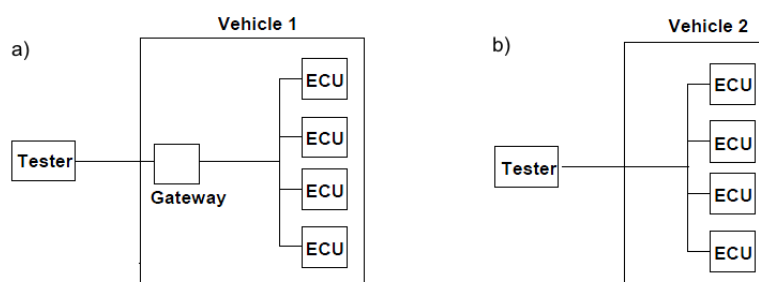 Vehicle 1
a)
ECU
ECU
Tester
Gateway
ECU
ECU
Vehicle 2
b)
ECU
ECU
Tester
ECU
ECU